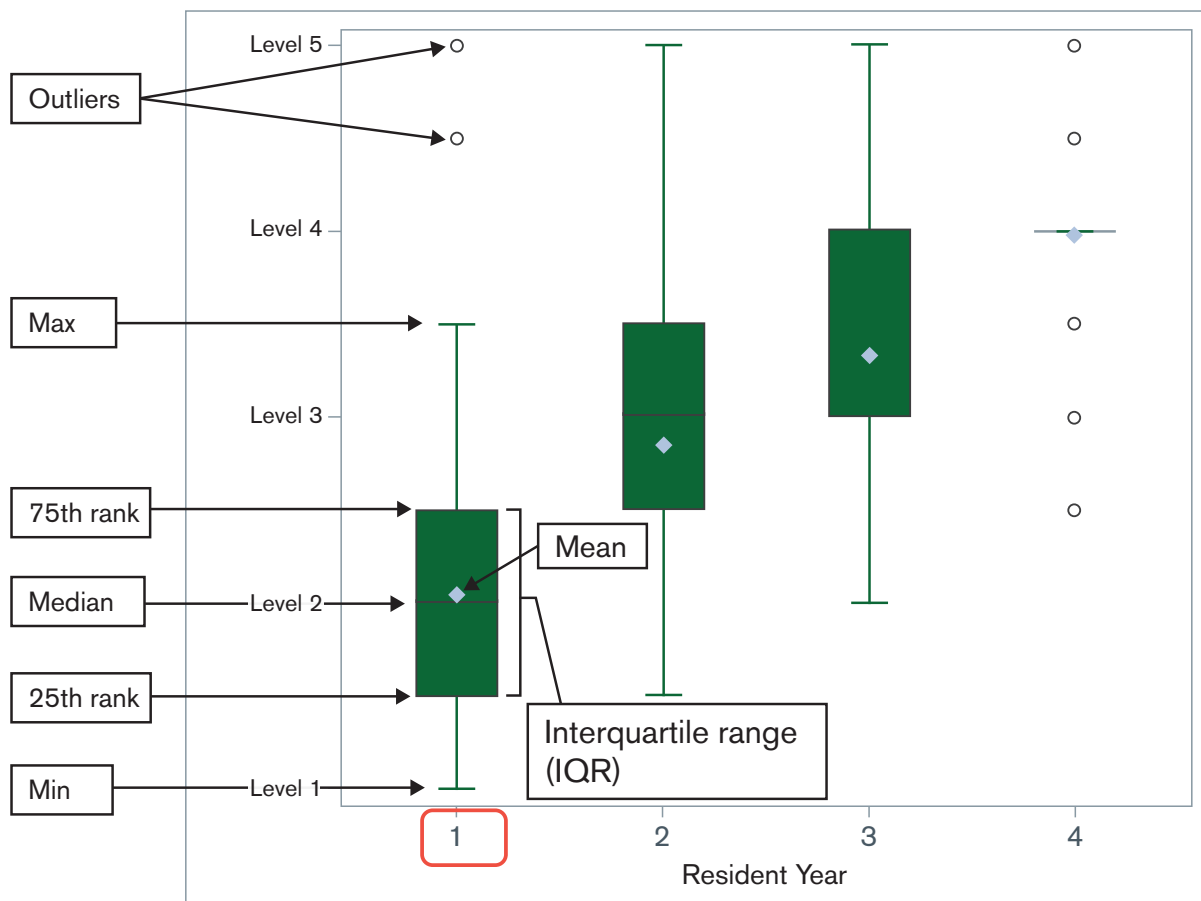 Level 5
Outliers
Level 4
Max
Level 3
75th rank
Mean
Median
Level 2
25th rank
Interquartile range
(IQR)
Min
Level 1
1
2
3
4
Resident Year